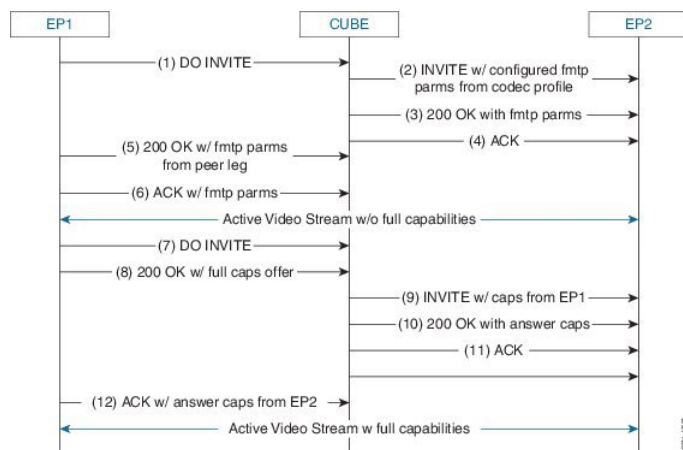 EP1
CUBE
EP2
(1) DO INVITE
(2) INVITE w/ configured fmtp
parms from codec profile
(3) 200 OK with fmtp parms
(4) ACK
(5) 200 OK w/ fmtp parms
from peer leg
(6) ACK w/ fmtp parms
Active Video Stream w/o full capabilities
(7) DO INVITE
(8) 200 OK w/ full caps offer
(9) INVITE w/ caps from EP1
(10) 200 OK with answer caps
(11) ACK
(12) ACK w/ answer caps from EP2
Active Video Stream w full capabilities